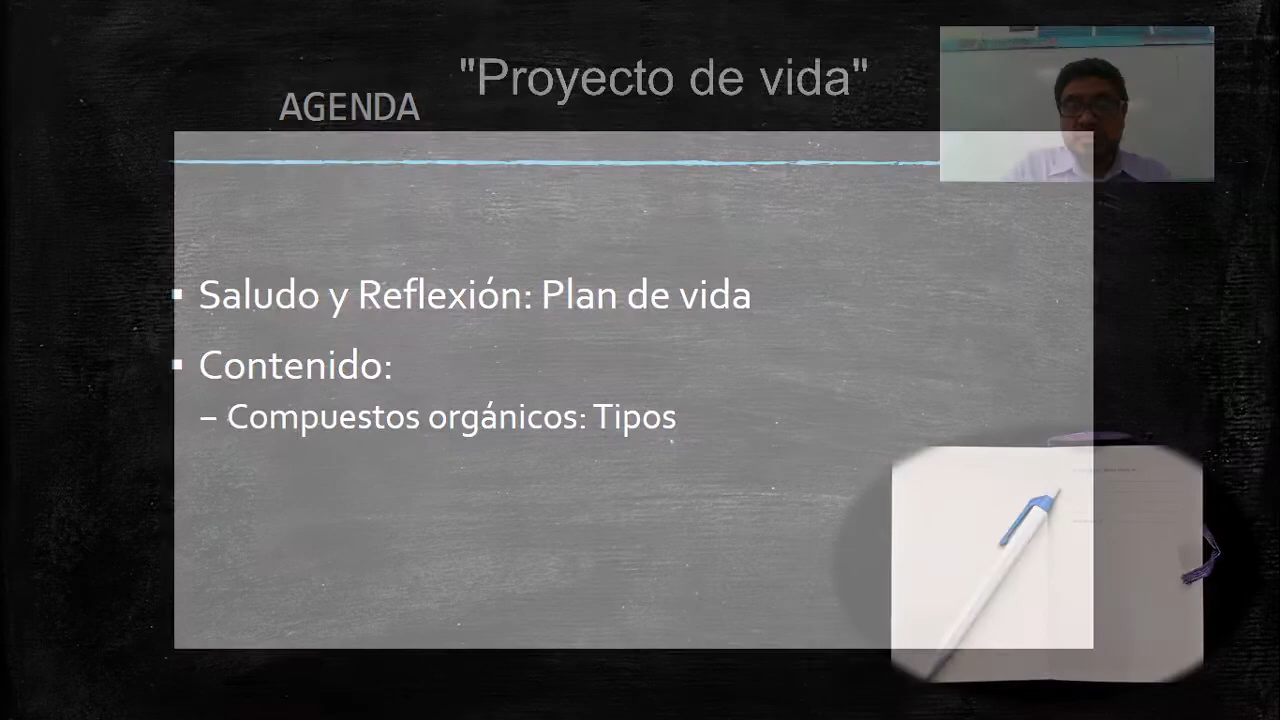 "Proyecto de vida"
AGENDA
▪ Saludo y Reflexión: Plan de vida
▪ Contenido:
– Compuestos orgánicos: Tipos